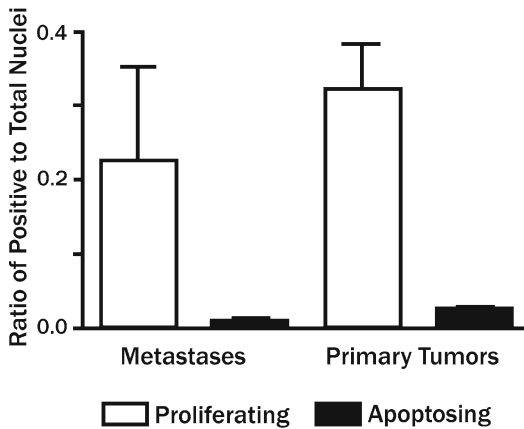 Ratio of Positive to Total Nuclei
0.4
0.2
0.0
Metastases Primary Tumors
Proliferating Apoptosing